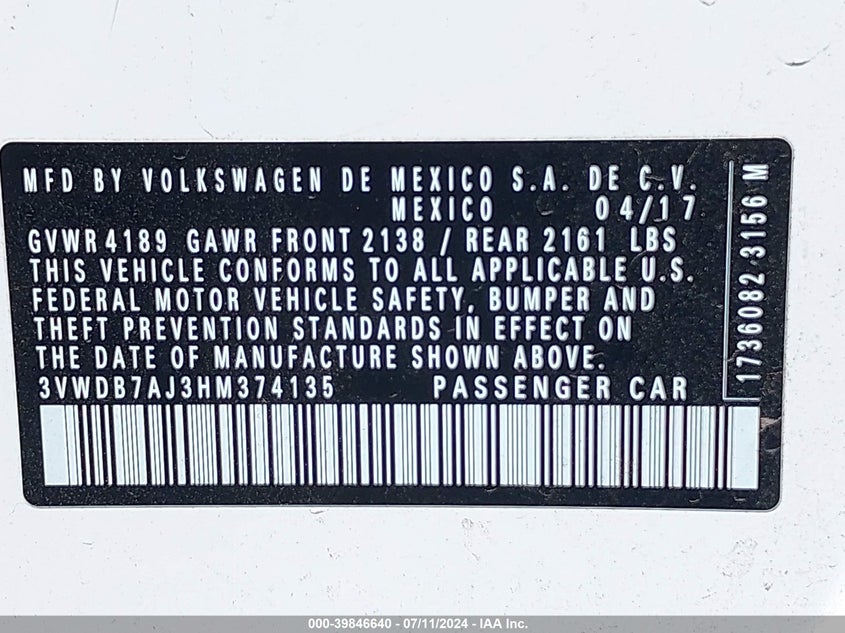 MFD BY VOLKSWAGEN DE MEXICO S.A. DE C.V.
MEXICO 04/17
GVWR 4189 GAWR FRONT 2138 / REAR 2161 LBS
THIS VEHICLE CONFORMS TO ALL APPLICABLE U.S.
FEDERAL MOTOR VEHICLE SAFETY, BUMPER AND
THEFT PREVENTION STANDARDS IN EFFECT ON
THE DATE OF MANUFACTURE SHOWN ABOVE.
3VWDB7AJ3HM374135 PASSENGER CAR
1736082 3156 M
000-39846640 - 07/11/2024 - IAA Inc.